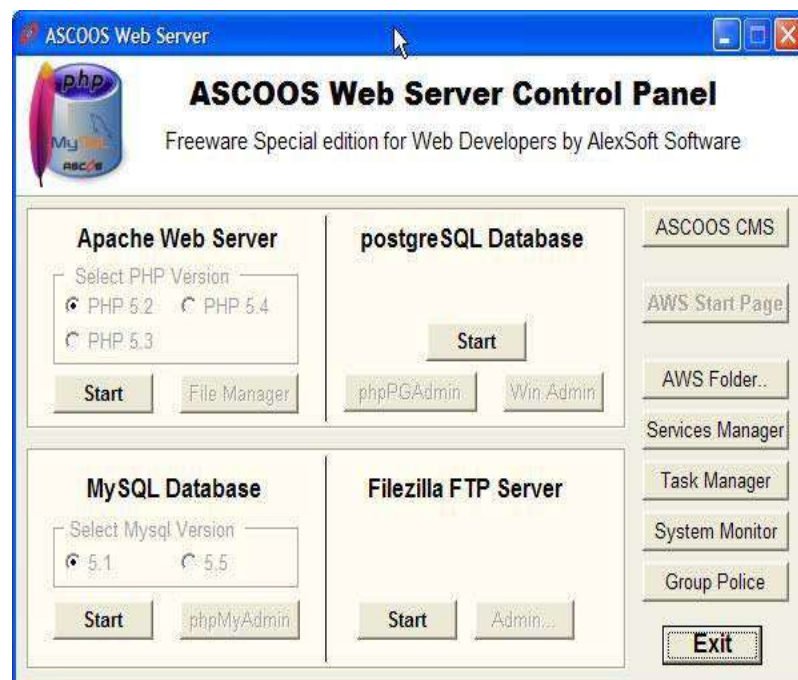 ASCOOS Web Server
php
ASCOOS Web Server Control Panel
Freeware Special edition for Web Developers by AlexSoft Software
Apache Web Server
Select PHP Version
PHP 5.2 PHP 5.4
PHP 5.3
Start File Manager
postgreSQL Database
Start
phpPGAdmin Win Admin
MySQL Database
Select Mysql Version
5.1 5.5
Start phpMyAdmin
Filezilla FTP Server
Start Admin...
ASCOOS CMS
AWS Start Page
AWS Folder..
Services Manager
Task Manager
System Monitor
Group Police
Exit